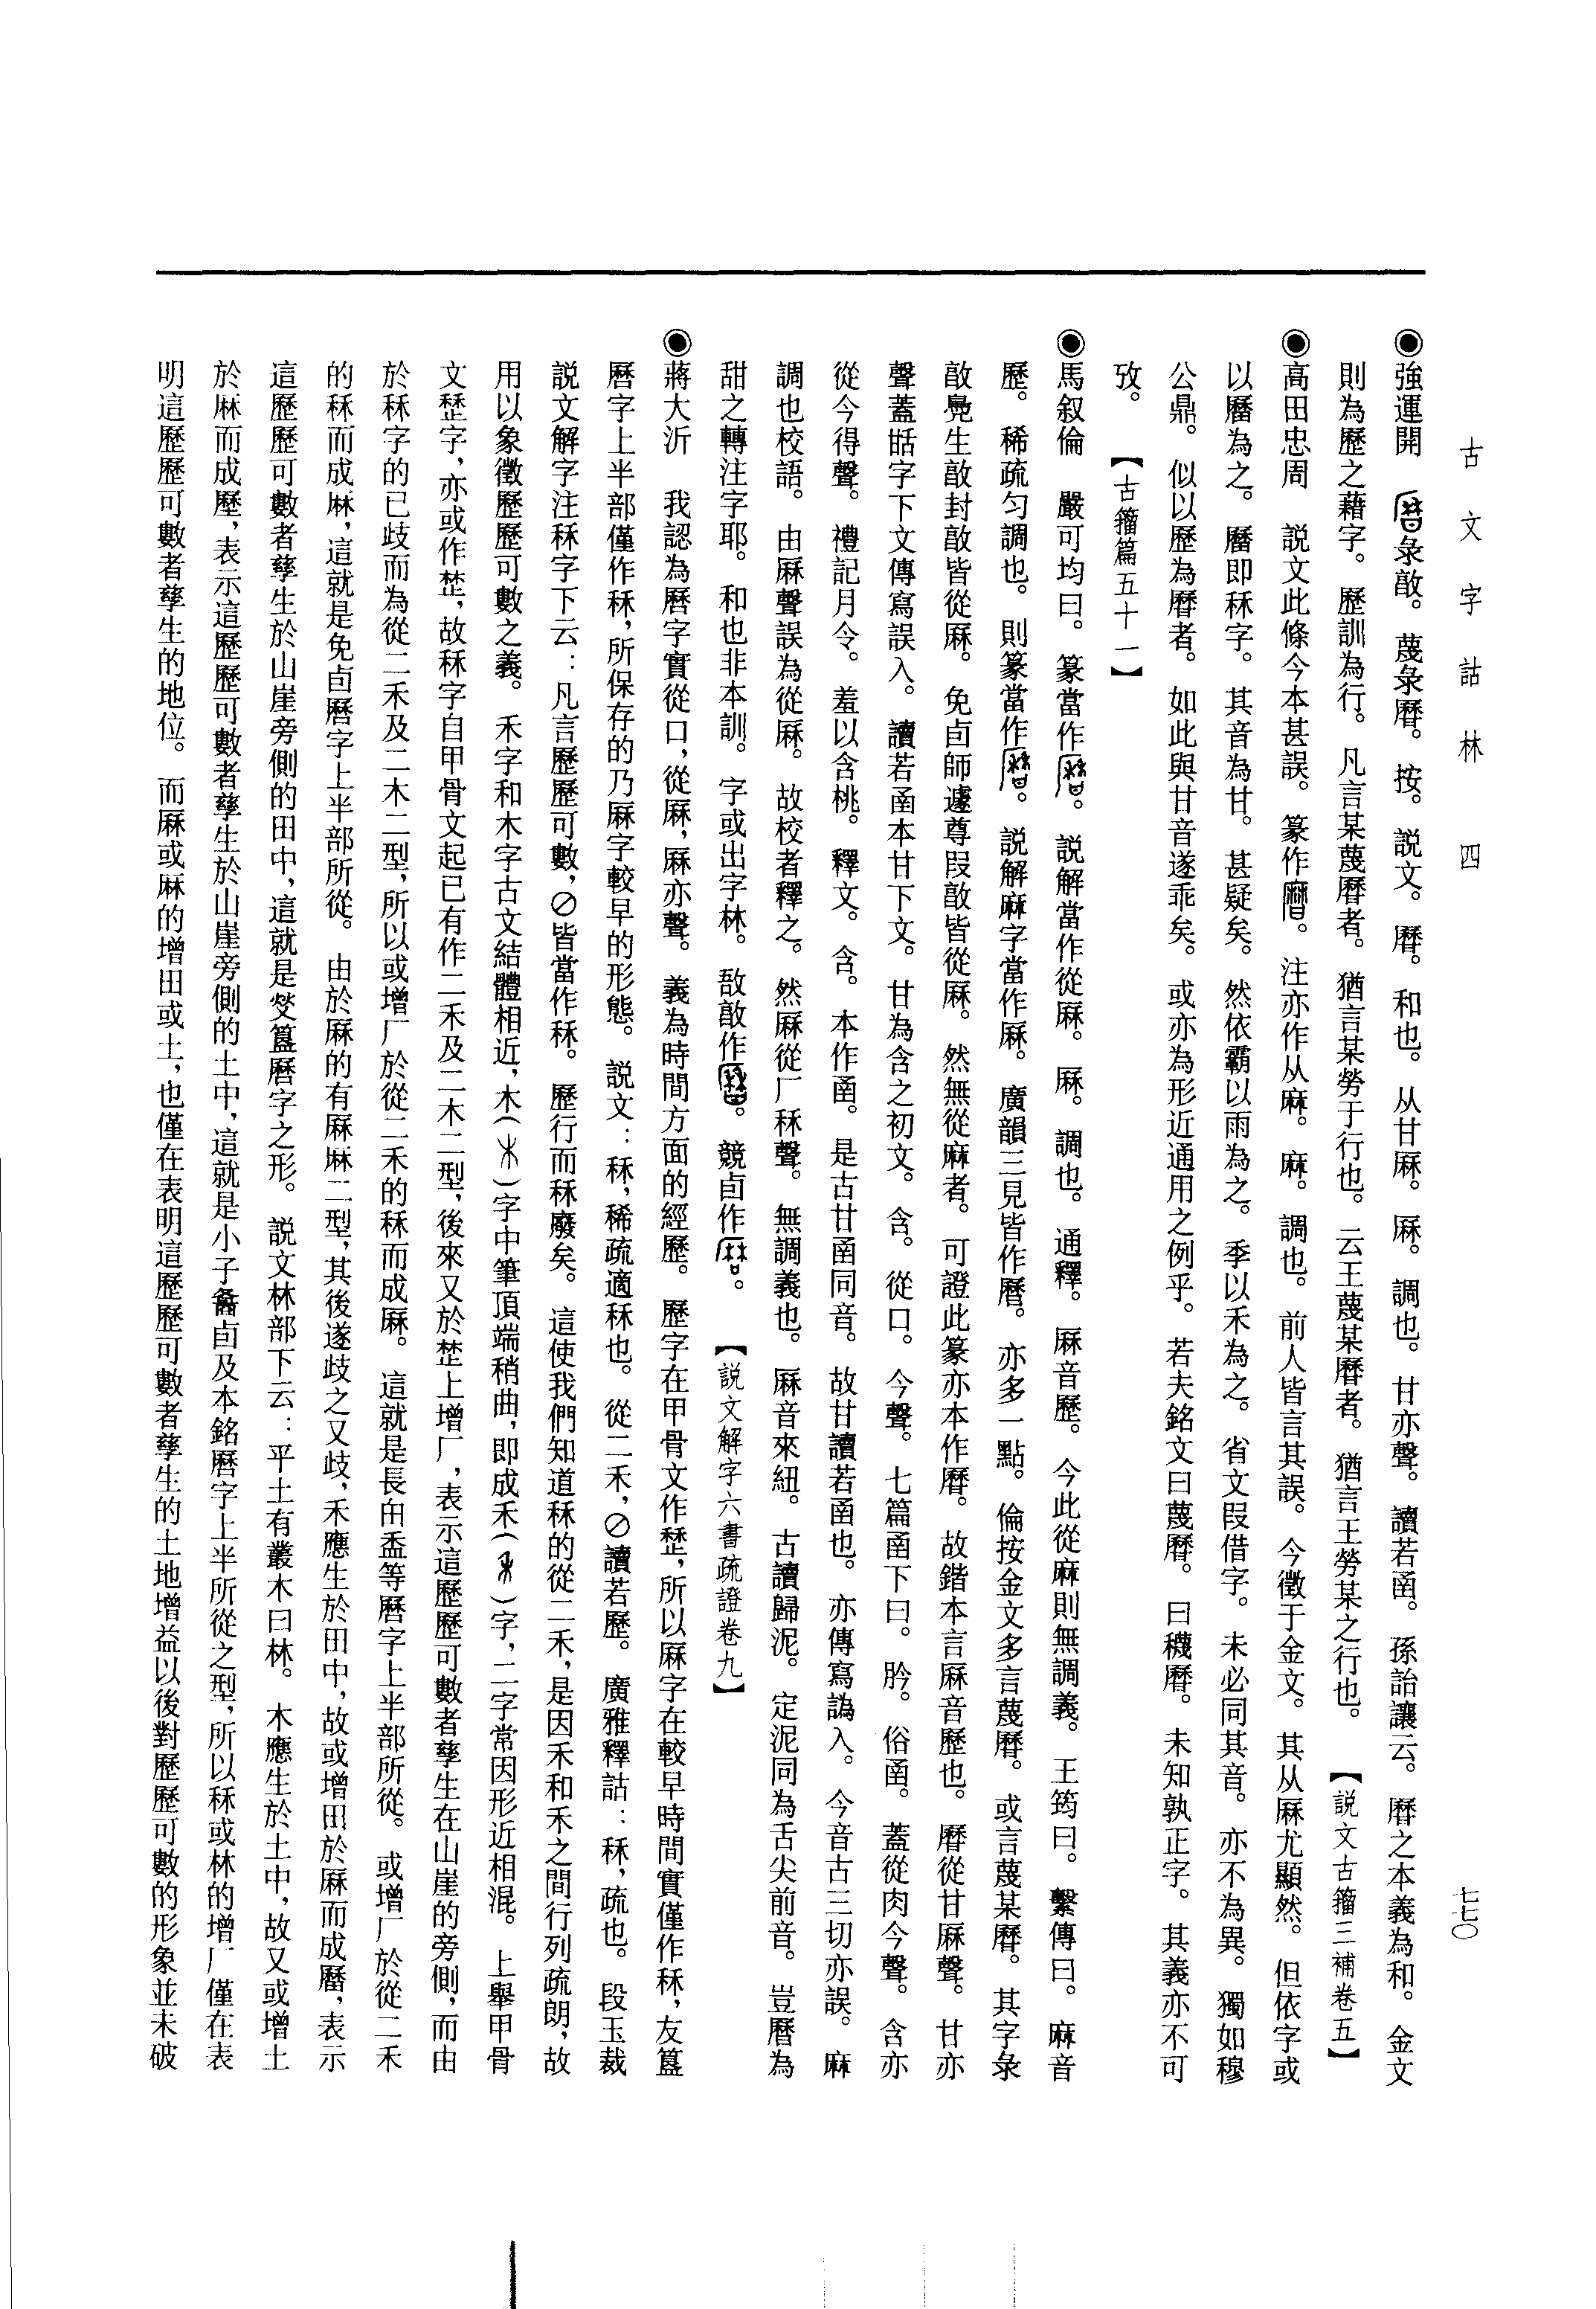 古文字詁林 四
七七〇
◉強運開 彔𣪘。蔑彔曆。按。説文。曆。和也。从甘厤。厤。調也。甘亦聲。讀若函。孫詒讓云。曆之本義為和。金文
則為歷之藉字。歷訓為行。凡言某蔑曆者。猶言某勞于行也。云王蔑某曆者。猶言王勞某之行也。【説文古籀三補卷五】
◉高田忠周 説文此條今本甚誤。篆作。注亦作从麻。麻。調也。前人皆言其誤。今徵于金文。其从厤尤顯然。但依字或
以𣋒為之。𣋒即秝字。其音為甘。甚疑矣。然依霸以雨為之。季以禾為之。省文叚借字。未必同其音。亦不為異。獨如穆
公鼎。似以歷為曆者。如此與甘音遂乖矣。或亦為形近通用之例乎。若夫銘文曰蔑曆。曰穖曆。未知孰正字。其義亦不可
攷。【古籀篇五十一】
◉馬叙倫 嚴可均曰。篆當作。説解當作從厤。厤。調也。通釋。厤音歷。今此從麻則無調義。王筠曰。繫傳曰。麻音
歷。稀疏匀調也。則篆當作。説解麻字當作厤。廣韻三見皆作曆。亦多一點。倫按金文多言蔑曆。或言蔑某曆。其字彔
𣪘㲋生𣪘封𣪘皆從厤。免卣師遽尊叚𣪘皆從厤。然無從麻者。可證此篆亦本作曆。故鍇本言厤音歷也。曆從甘厤聲。甘亦
聲蓋甛字下文傳寫誤入。讀若函本甘下文。甘為含之初文。含。從口。今聲。七篇函下曰。肣。俗函。蓋從肉今聲。含亦
從今得聲。禮記月令。羞以含桃。釋文。含。本作函。是古甘函同音。故甘讀若函也。亦傳寫譌入。今音古三切亦誤。麻
調也校語。由厤聲誤為從厤。故校者釋之。然厤從厂秝聲。無調義也。厤音來紐。古讀歸泥。定泥同為舌尖前音。豈曆為
甜之轉注字耶。和也非本訓。字或出字林。敔𣪘作。競卣作。【説文解字六書疏證卷九】
◉蔣大沂 我認為曆字實從口，從厤，厤亦聲。義為時間方面的經歷。歷字在甲骨文作𣥂，所以厤字在較早時間實僅作秝，友簋
曆字上半部僅作秝，所保存的乃厤字較早的形態。説文：秝，稀疏適秝也。從二禾，⊘讀若歷。廣雅釋詁：秝，疏也。段玉裁
説文解字注秝字下云：凡言歷歷可數，⊘皆當作秝。歷行而秝廢矣。這使我們知道秝的從二禾，是因禾和禾之間行列疏朗，故
用以象徵歷歷可數之義。禾字和木字古文結體相近，木（）字中筆頂端稍曲，即成禾（）字，二字常因形近相混。上舉甲骨
文𣥂字，亦或作埜，故秝字自甲骨文起已有作二禾及二木二型，後來又於埜上增厂，表示這歷歷可數者孳生在山崖的旁側，而由
於秝字的已歧而為從二禾及二木二型，所以或增厂於從二禾的秝而成厤。這就是長由盉等曆字上半部所從。或增厂於從二禾
的秝而成厤，這就是免卣曆字上半部所從。由於厤的有厤麻二型，其後遂歧之又歧，禾應生於田中，故或增田於厤而成𣋒，表示
這歷歷可數者孳生於山崖旁側的田中，這就是㸚簋曆字之形。説文林部下云：平土有叢木曰林。木應生於土中，故又或增土
於厤而成壓，表示這歷歷可數者孳生於山崖旁側的土中，這就是小子𠭯卣及本銘曆字上半所從之型，所以秝或林的增厂僅在表
明這歷歷可數者孳生的地位。而厤或麻的增田或土，也僅在表明這歷歷可數者孳生的土地增益以後對歷歷可數的形象並未破